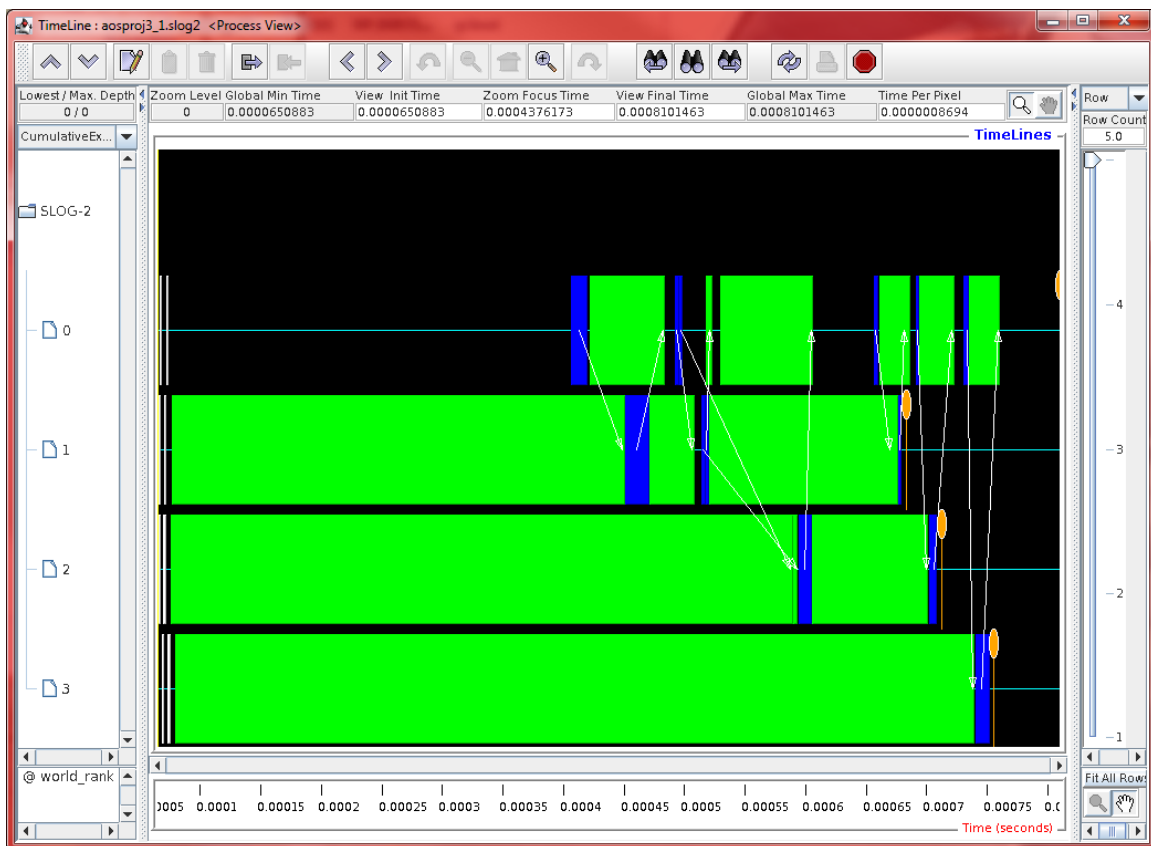 TimeLine : aosproj3_1.slog2 <Process View>
Lowest / Max. Depth Zoom Level Global Min Time View Init Time Zoom Focus Time View Final Time Global Max Time Time Per Pixel Row
0 / 0 0 0.0000650883 0.0000650883 0.0004376173 0.0008101463 0.0008101463 0.0000008694 Row Count
CumulativeEx... 5.0
TimeLines
SLOG-2
0
1
2
3
4
3
2
1
@ world_rank
Fit All Rows
0.0001 0.00015 0.0002 0.00025 0.0003 0.00035 0.0004 0.00045 0.0005 0.00055 0.0006 0.00065 0.0007 0.00075
Time (seconds)